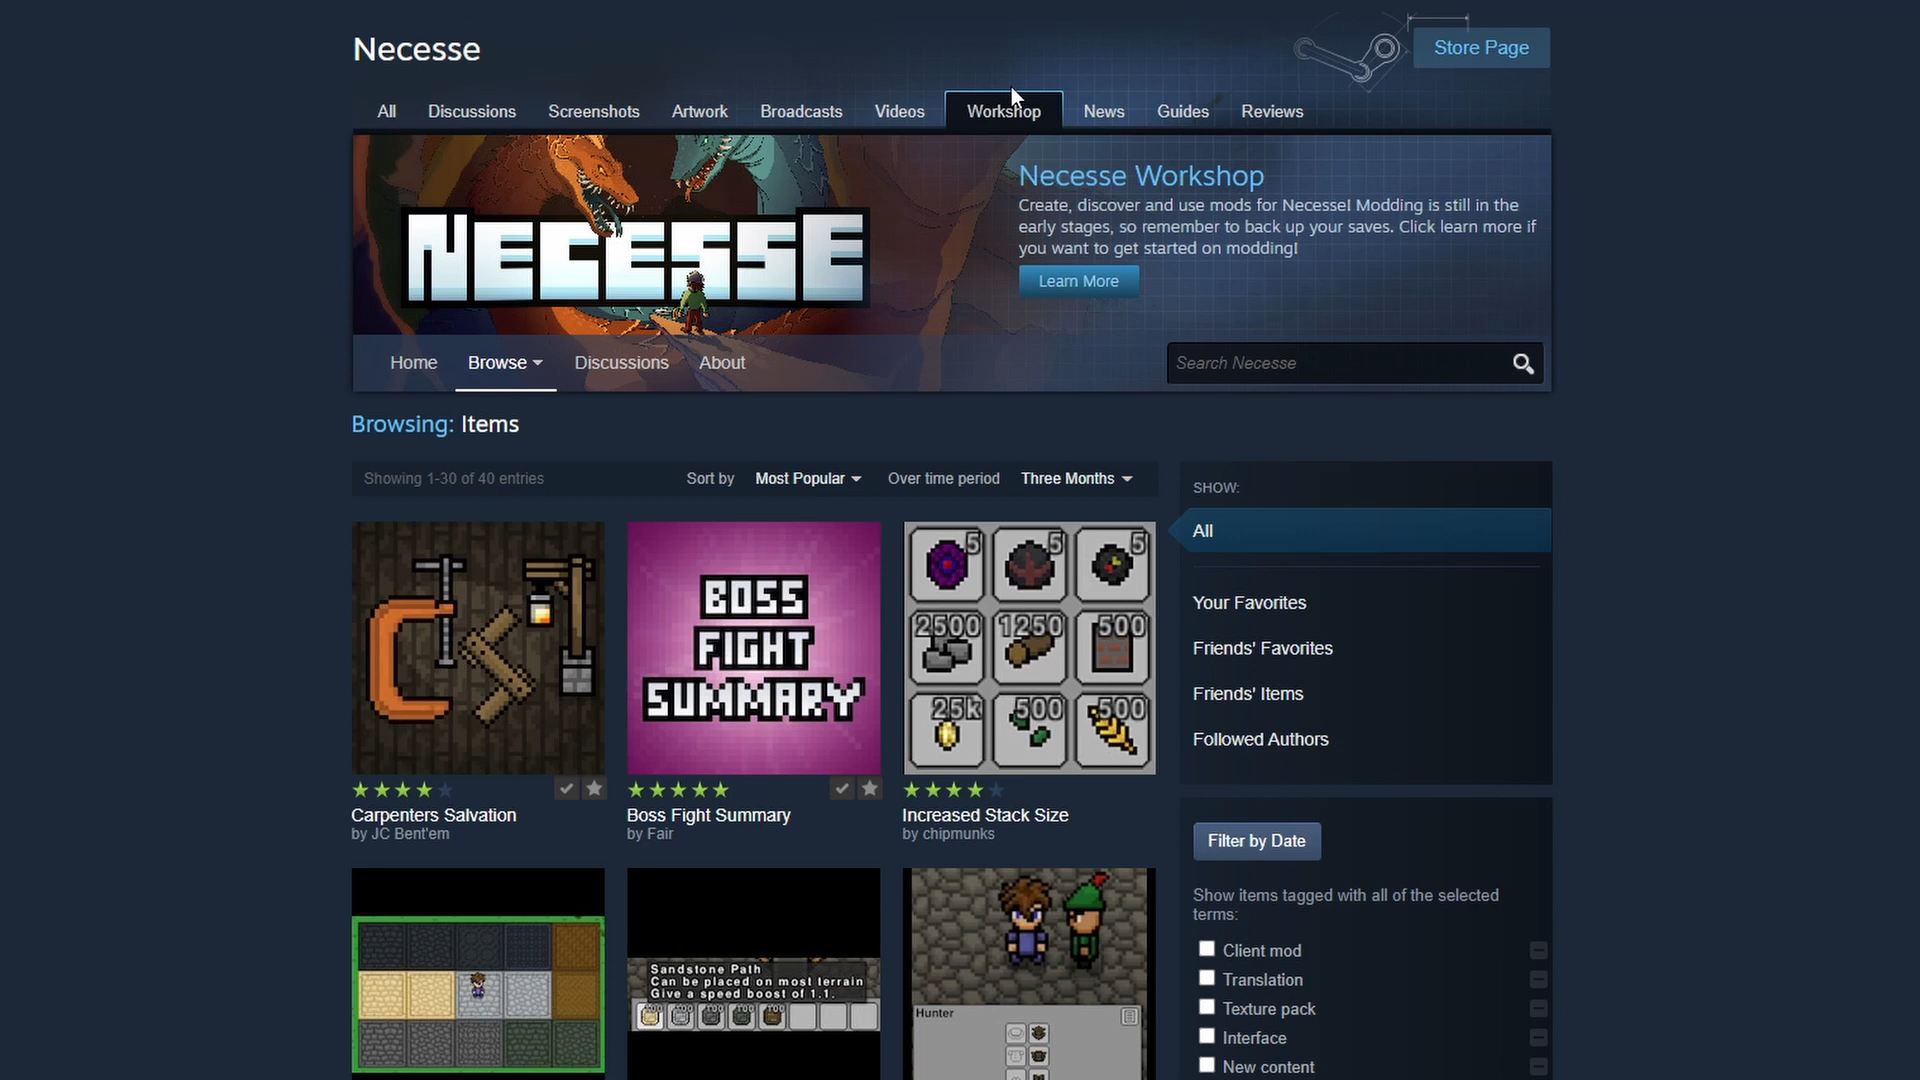 Necesse
Store Page
All
Discussions
Screenshots
Artwork
Broadcasts
Videos
Workshop
News
Guides
Reviews
NECESSE
Necesse Workshop
Create, discover and use mods for Necesse! Modding is still in the
early stages, so remember to back up your saves. Click learn more if
you want to get started on modding!
Learn More
Home
Browse
Discussions
About
Search Necesse
Browsing: Items
Showing 1-30 of 40 entries
Sort by
Most Popular
Over time period
Three Months
SHOW:
All
Your Favorites
Friends' Favorites
Friends' Items
Followed Authors
BOSS
FIGHT
SUMMARY
5
5
5
2500
1250
500
25k
500
500
Carpenters Salvation
by JC Bent'em
Boss Fight Summary
by Fair
Increased Stack Size
by chipmunks
Filter by Date
Show items tagged with all of the selected
terms:
Client mod
Translation
Texture pack
Interface
New content
Sandstone Path
Can be placed on most terrain
Give a speed boost of 1.1.
100
100
100
100
Hunter